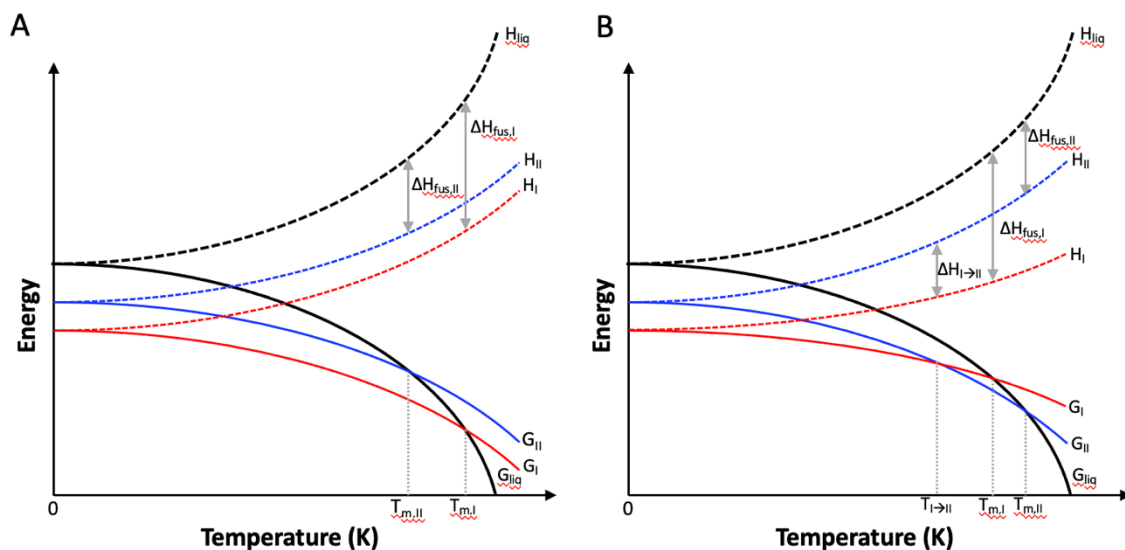 A
H_liq
ΔH_fus,I
H_II
H_I
ΔH_fus,II
Energy
G_II
G_I
G_liq
0
T_m,II
T_m,I
Temperature (K)
B
H_liq
ΔH_fus,II
H_II
ΔH_fus,I
H_I
ΔH_I→II
Energy
G_I
G_II
G_liq
0
T_I→II
T_m,I
T_m,II
Temperature (K)